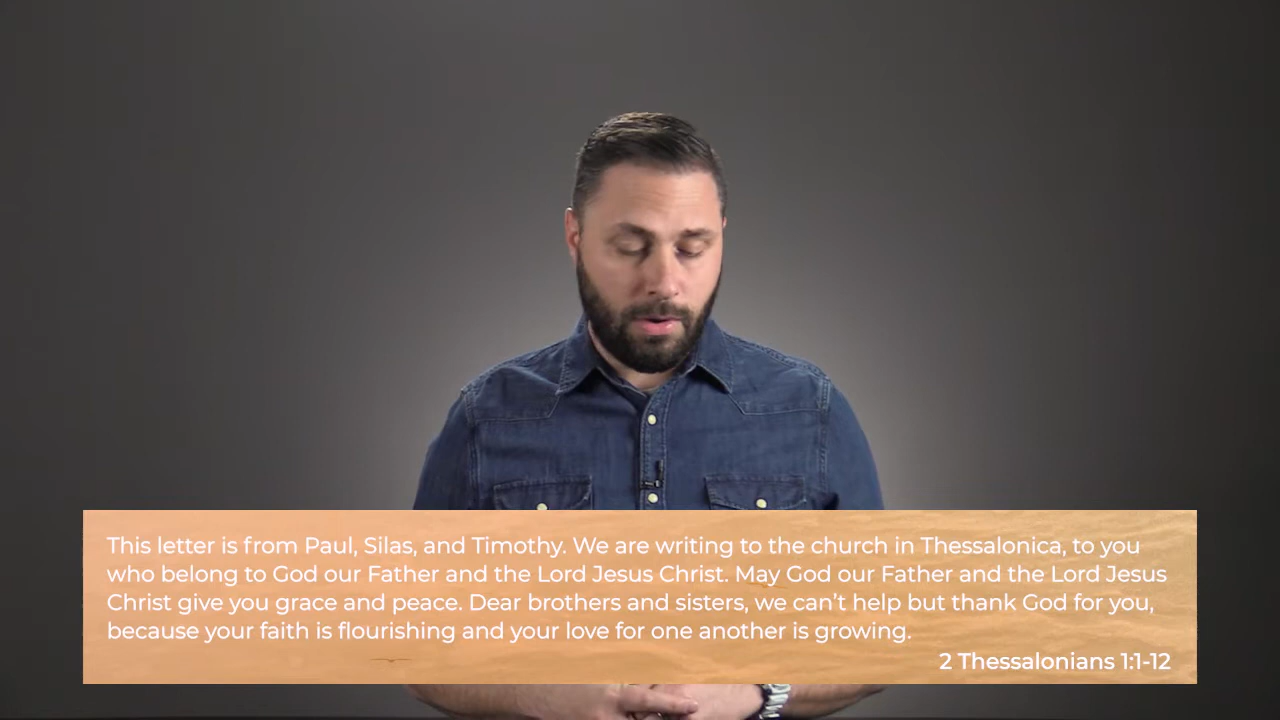 This letter is from Paul, Silas, and Timothy. We are writing to the church in Thessalonica, to you
who belong to God our Father and the Lord Jesus Christ. May God our Father and the Lord Jesus
Christ give you grace and peace. Dear brothers and sisters, we can’t help but thank God for you,
because your faith is flourishing and your love for one another is growing.
2 Thessalonians 1:1-12